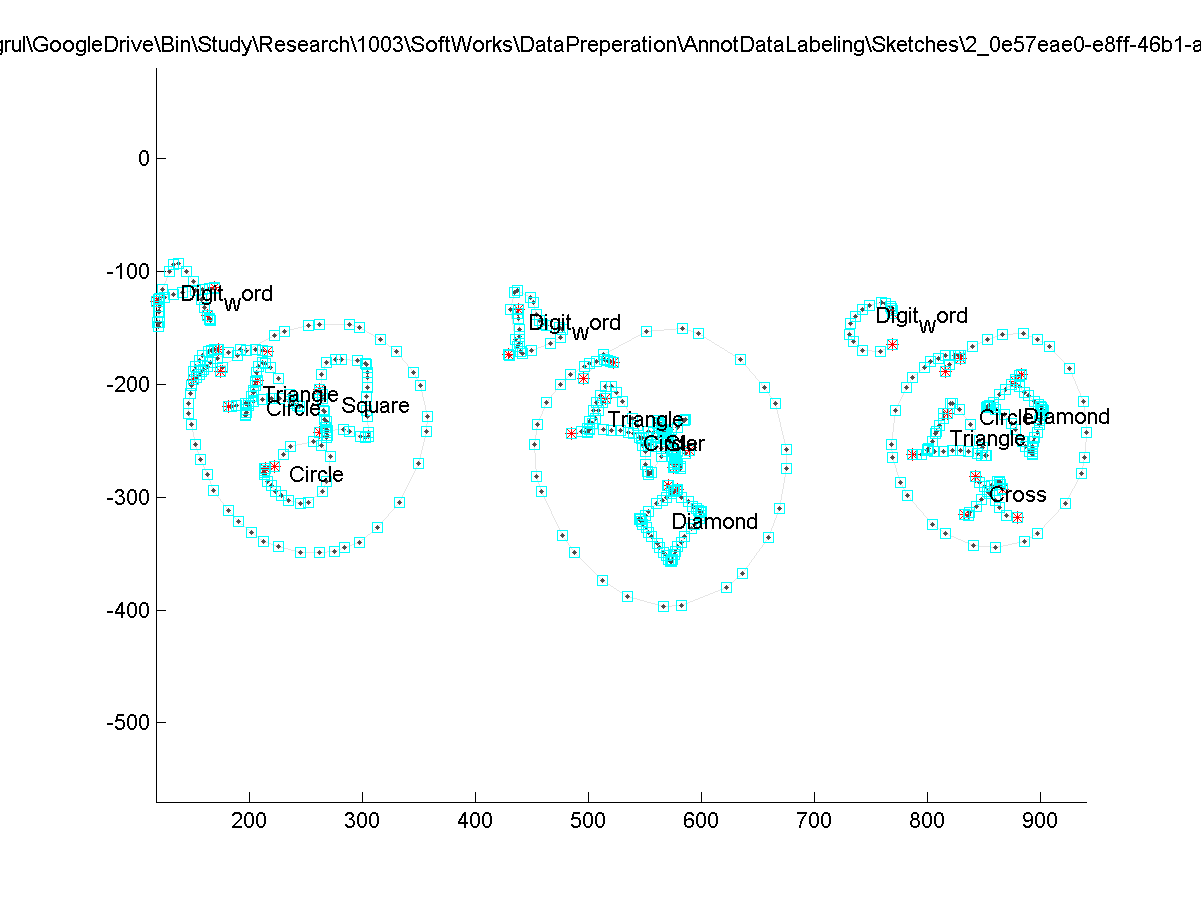 grul\GoogleDrive\Bin\Study\Research\1003\SoftWorks\DataPreperation\AnnotDataLabeling\Sketches\2_0e57eae0-e8ff-46b1-a
0
-100
-200
-300
-400
-500
Digitword
Triangle
Circle
Square
Circle
Digitword
Triangle
Circle
Diamond
Digitword
Circle
Diamond
Triangle
Cross
200 300 400 500 600 700 800 900